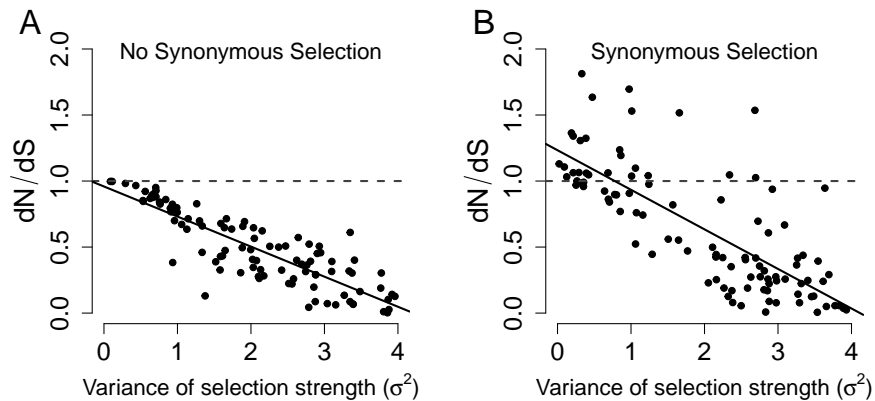 A
No Synonymous Selection
dN/dS
2.0
1.5
1.0
0.5
0.0
0 1 2 3 4
Variance of selection strength (σ²)
B
Synonymous Selection
dN/dS
2.0
1.5
1.0
0.5
0.0
0 1 2 3 4
Variance of selection strength (σ²)